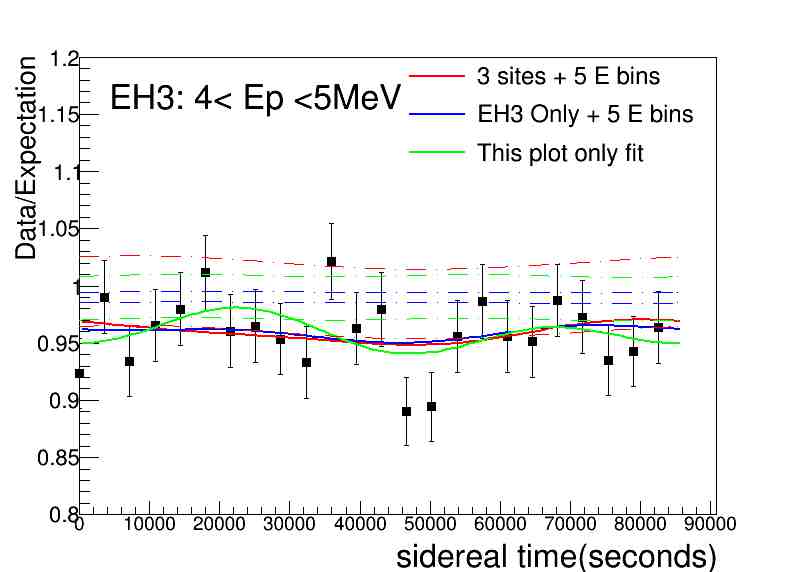 EH3: 4< Ep <5MeV
3 sites + 5 E bins
EH3 Only + 5 E bins
This plot only fit
Data/Expectation
1.2
1.15
1.1
1.05
1
0.95
0.9
0.85
0.8
0 10000 20000 30000 40000 50000 60000 70000 80000 90000
sidereal time(seconds)